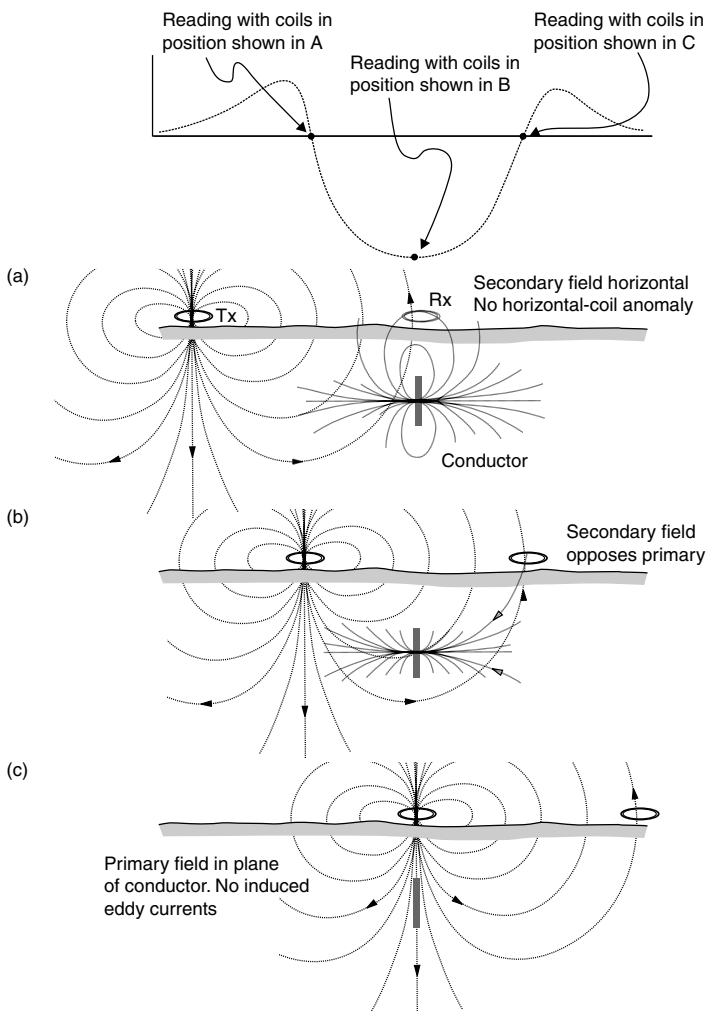 Reading with coils in
position shown in A
Reading with coils in
position shown in B
Reading with coils in
position shown in C
(a)
Tx
Rx
Secondary field horizontal
No horizontal-coil anomaly
Conductor
(b)
Secondary field
opposes primary
(c)
Primary field in plane
of conductor. No induced
eddy currents